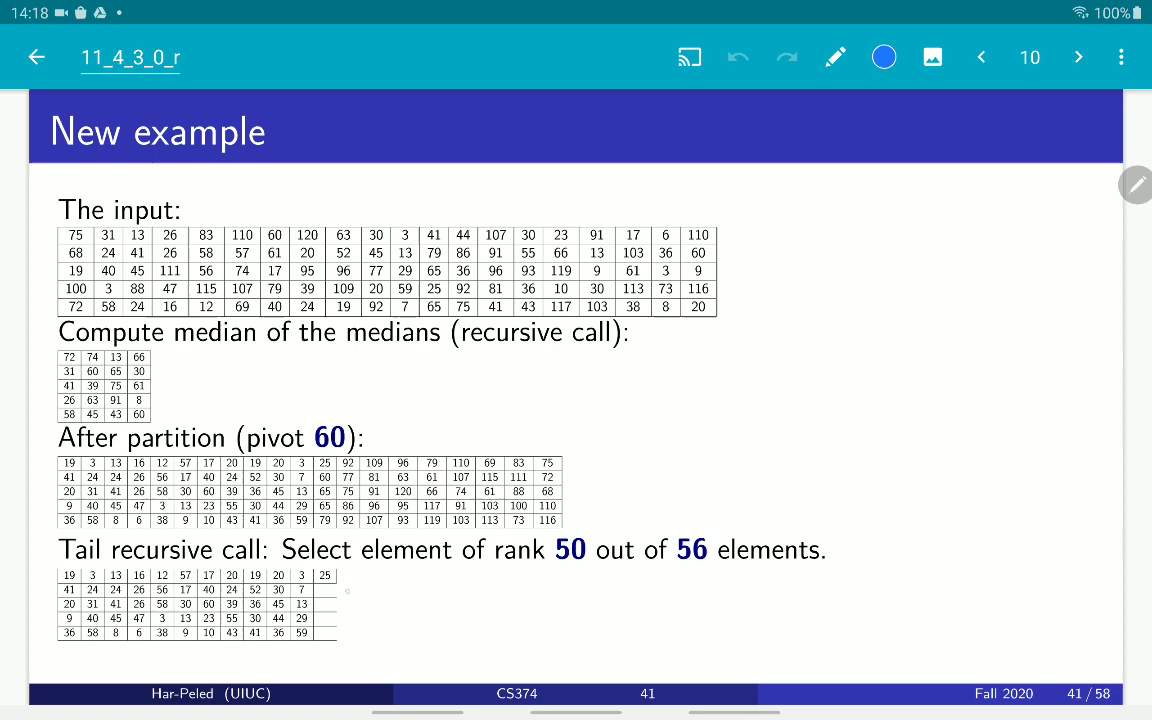 14:18 100%
11_4_3_0_r 10
New example
The input:
75 31 13 26 83 110 60 120 63 30 3 41 44 107 30 23 91 17 6 110
68 24 41 26 58 57 61 20 52 45 13 79 86 91 55 66 13 103 36 60
19 40 45 111 56 74 17 95 96 77 29 65 36 96 93 119 9 61 3 9
100 3 88 47 115 107 79 39 109 20 59 25 92 81 36 10 30 113 73 116
72 58 24 16 12 69 40 24 19 92 7 65 75 41 43 117 103 38 8 20
Compute median of the medians (recursive call):
72 74 13 66
31 60 65 30
41 39 75 61
26 63 91 8
58 45 43 60
After partition (pivot 60):
19 3 13 16 12 57 17 20 19 20 3 25 92 109 96 79 110 69 83 75
41 24 24 26 56 17 40 24 52 30 7 60 77 81 63 61 107 115 111 72
20 31 41 26 58 30 60 39 36 45 13 65 75 91 120 66 74 61 88 68
9 40 45 47 3 13 23 55 30 44 29 65 86 96 95 117 91 103 100 110
36 58 8 6 38 9 10 43 41 36 59 79 92 107 93 119 103 113 73 116
Tail recursive call: Select element of rank 50 out of 56 elements.
19 3 13 16 12 57 17 20 19 20 3 25
41 24 24 26 56 17 40 24 52 30 7
20 31 41 26 58 30 60 39 36 45 13
9 40 45 47 3 13 23 55 30 44 29
36 58 8 6 38 9 10 43 41 36 59
Har-Peled (UIUC) CS374 41 Fall 2020 41 / 58